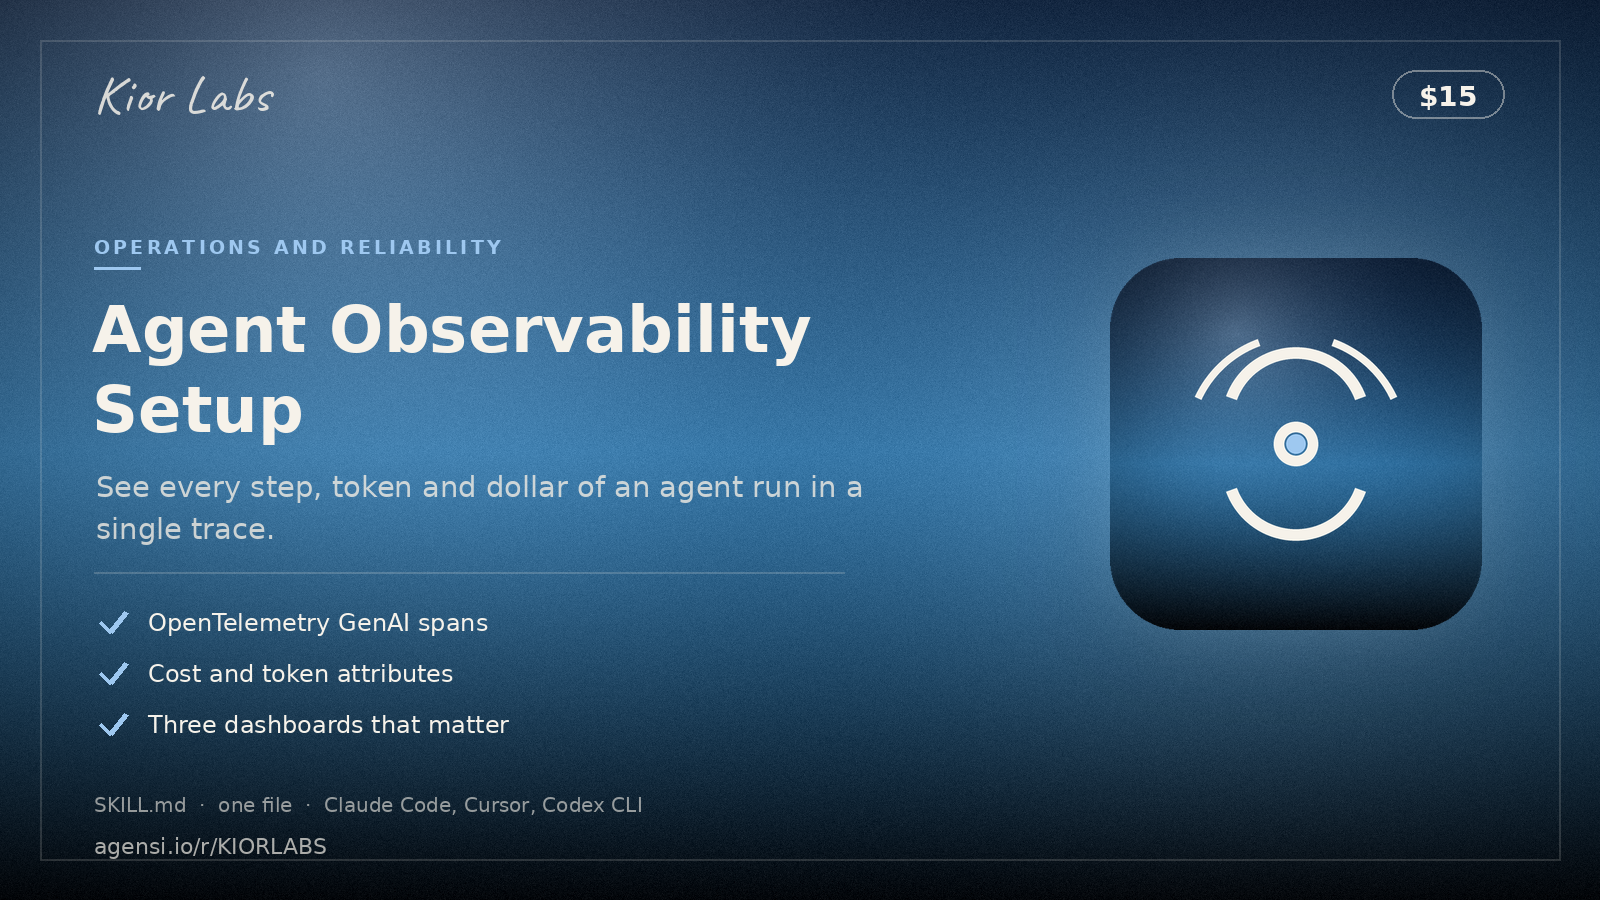 Kior Labs
$15
OPERATIONS AND RELIABILITY
Agent Observability
Setup
See every step, token and dollar of an agent run in a
single trace.
OpenTelemetry GenAI spans
Cost and token attributes
Three dashboards that matter
SKILL.md · one file · Claude Code, Cursor, Codex CLI
agensi.io/r/KIORLABS